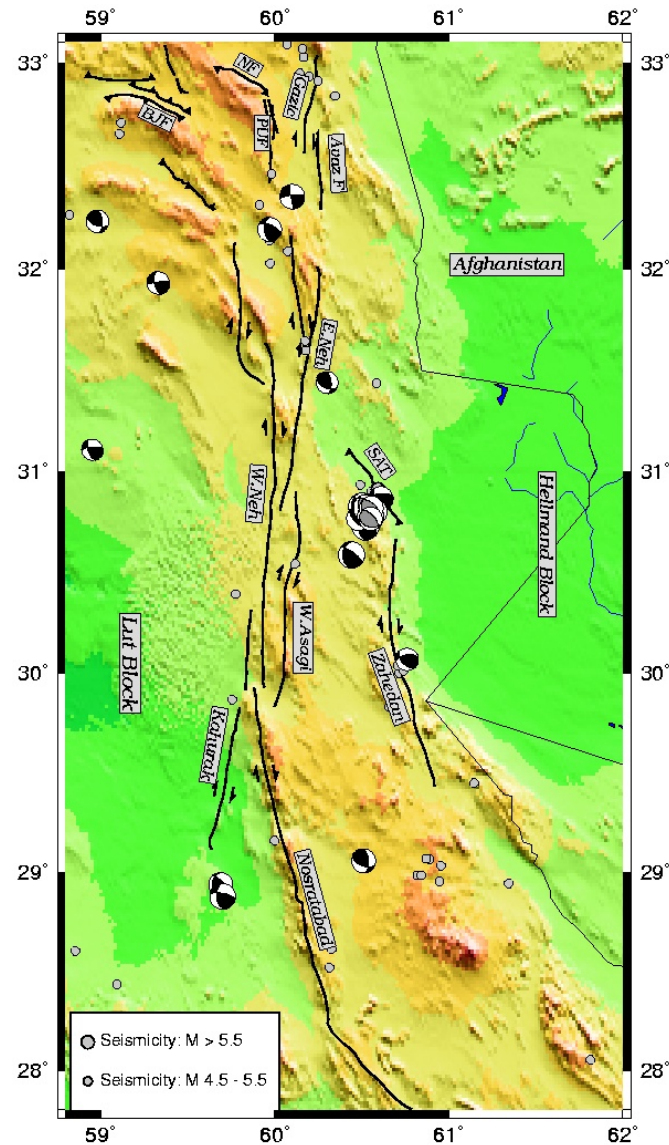 59° 60° 61° 62°
33°
NF
Gazic
BJF
PUF
Avaz F
32°
Afghanistan
E.Neh
31°
SAT
W.Neh
Hellmand Block
Lut Block
W.Asagi
30°
Zahedan
Kahurak
29°
Nosratabad
Seismicity: M > 5.5
28°
Seismicity: M 4.5 - 5.5
33°
32°
31°
30°
29°
28°
59° 60° 61° 62°